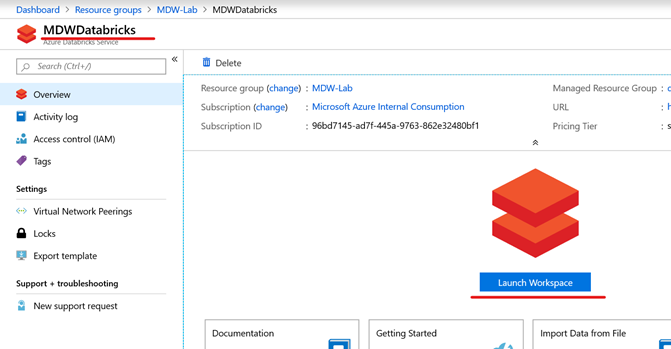 Dashboard > Resource groups > MDW-Lab > MDWDatabricks
MDWDatabricks
Azure Databricks Service
Search (Ctrl+/)
«
Overview
Activity log
Access control (IAM)
Tags
Settings
Virtual Network Peerings
Locks
Export template
Support + troubleshooting
New support request
Delete
Resource group (change) : MDW-Lab
Managed Resource Group :
Subscription (change) : Microsoft Azure Internal Consumption
URL :
Subscription ID : 96bd7145-ad7f-445a-9763-862e32480bf1
Pricing Tier :
Launch Workspace
Documentation
Getting Started
Import Data from File